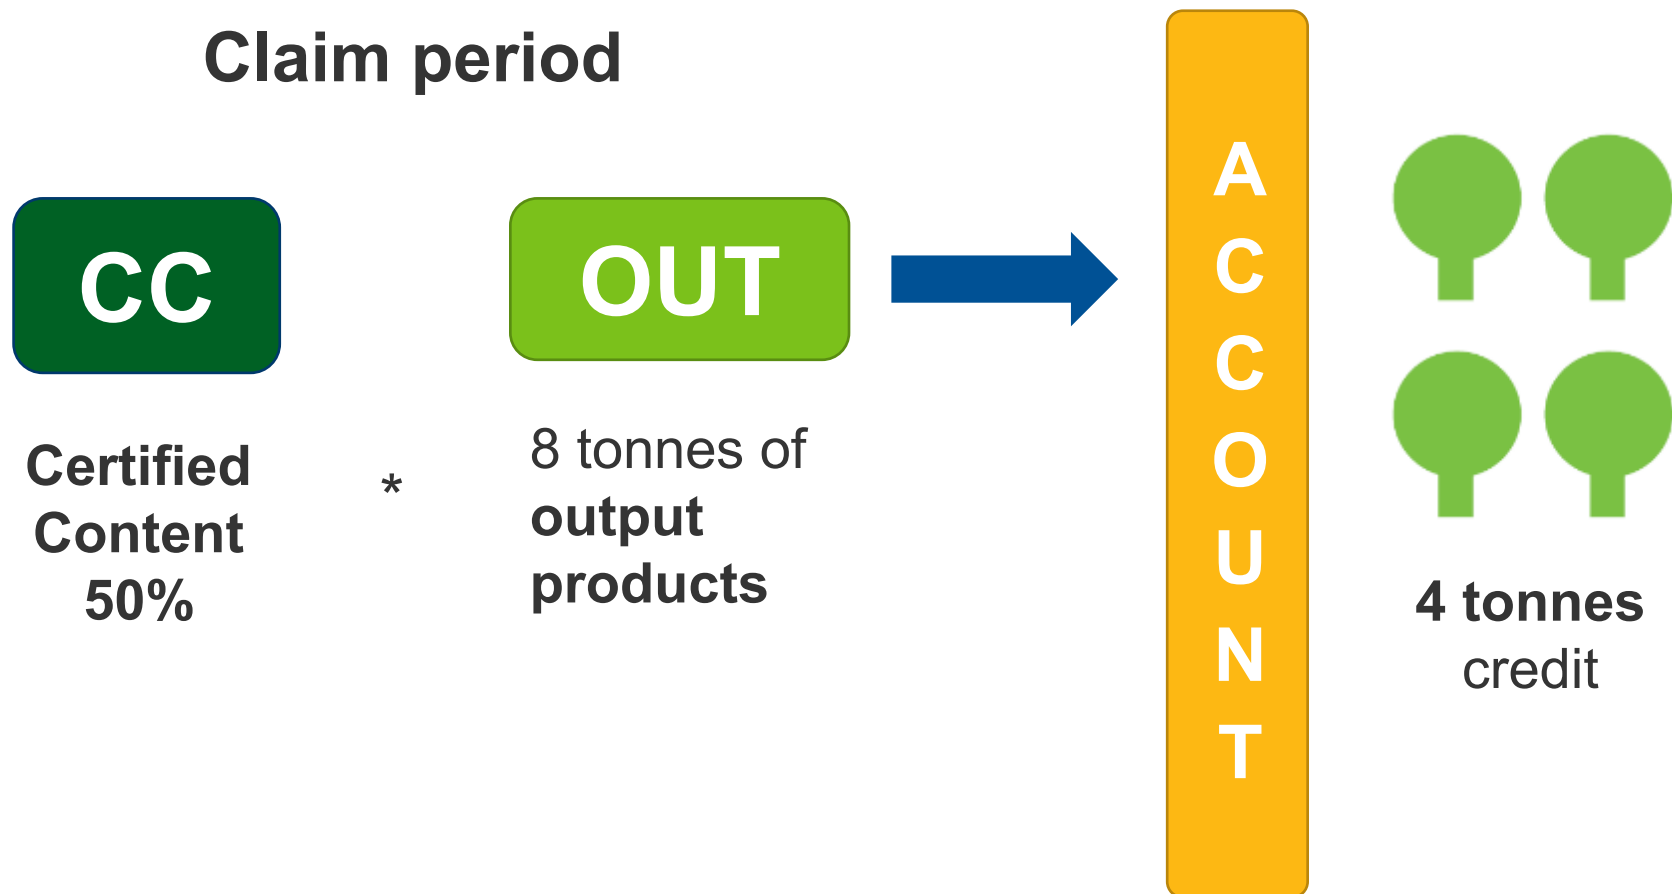 Claim period
CC
OUT
Certified
Content
50%
*
8 tonnes of
output
products
A
C
C
O
U
N
T
4 tonnes
credit